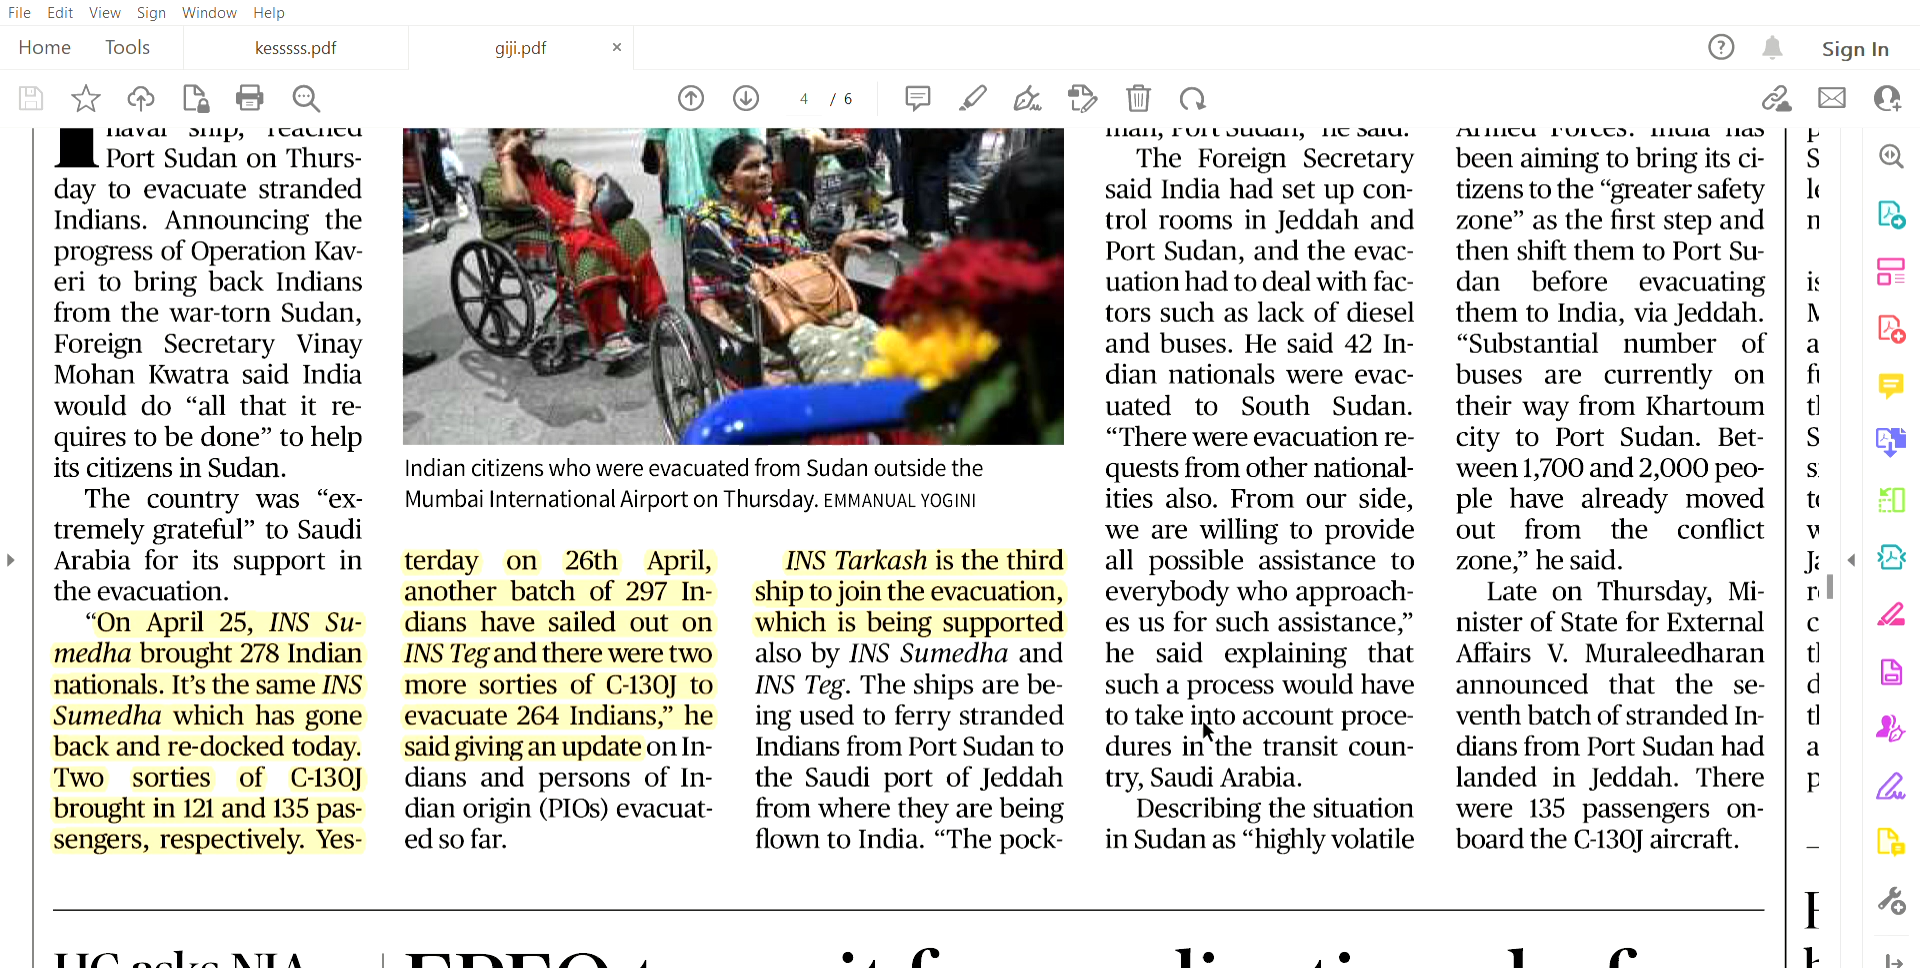 File Edit View Sign Window Help
Home Tools kesssss.pdf giji.pdf × Sign In
4 / 6
naval ship, reached
Port Sudan on Thurs-
day to evacuate stranded
Indians. Announcing the
progress of Operation Kav-
eri to bring back Indians
from the war-torn Sudan,
Foreign Secretary Vinay
Mohan Kwatra said India
would do “all that it re-
quires to be done” to help
its citizens in Sudan.
The country was “ex-
tremely grateful” to Saudi
Arabia for its support in
the evacuation.
“On April 25, INS Su-
medha brought 278 Indian
nationals. It’s the same INS
Sumedha which has gone
back and re-docked today.
Two sorties of C-130J
brought in 121 and 135 pas-
sengers, respectively. Yes-
Indian citizens who were evacuated from Sudan outside the
Mumbai International Airport on Thursday. EMMANUAL YOGINI
terday on 26th April,
another batch of 297 In-
dians have sailed out on
INS Teg and there were two
more sorties of C-130J to
evacuate 264 Indians,” he
said giving an update on In-
dians and persons of In-
dian origin (PIOs) evacuat-
ed so far.
INS Tarkash is the third
ship to join the evacuation,
which is being supported
also by INS Sumedha and
INS Teg. The ships are be-
ing used to ferry stranded
Indians from Port Sudan to
the Saudi port of Jeddah
from where they are being
flown to India. “The pock-
man, Port Sudan,” he said.
The Foreign Secretary
said India had set up con-
trol rooms in Jeddah and
Port Sudan, and the evac-
uation had to deal with fac-
tors such as lack of diesel
and buses. He said 42 In-
dian nationals were evac-
uated to South Sudan.
“There were evacuation re-
quests from other national-
ities also. From our side,
we are willing to provide
all possible assistance to
everybody who approach-
es us for such assistance,”
he said explaining that
such a process would have
to take into account proce-
dures in the transit coun-
try, Saudi Arabia.
Describing the situation
in Sudan as “highly volatile
Armed Forces. India has
been aiming to bring its ci-
tizens to the “greater safety
zone” as the first step and
then shift them to Port Su-
dan before evacuating
them to India, via Jeddah.
“Substantial number of
buses are currently on
their way from Khartoum
city to Port Sudan. Bet-
ween 1,700 and 2,000 peo-
ple have already moved
out from the conflict
zone,” he said.
Late on Thursday, Mi-
nister of State for External
Affairs V. Muraleedharan
announced that the se-
venth batch of stranded In-
dians from Port Sudan had
landed in Jeddah. There
were 135 passengers on-
board the C-130J aircraft.
HC asks NIA